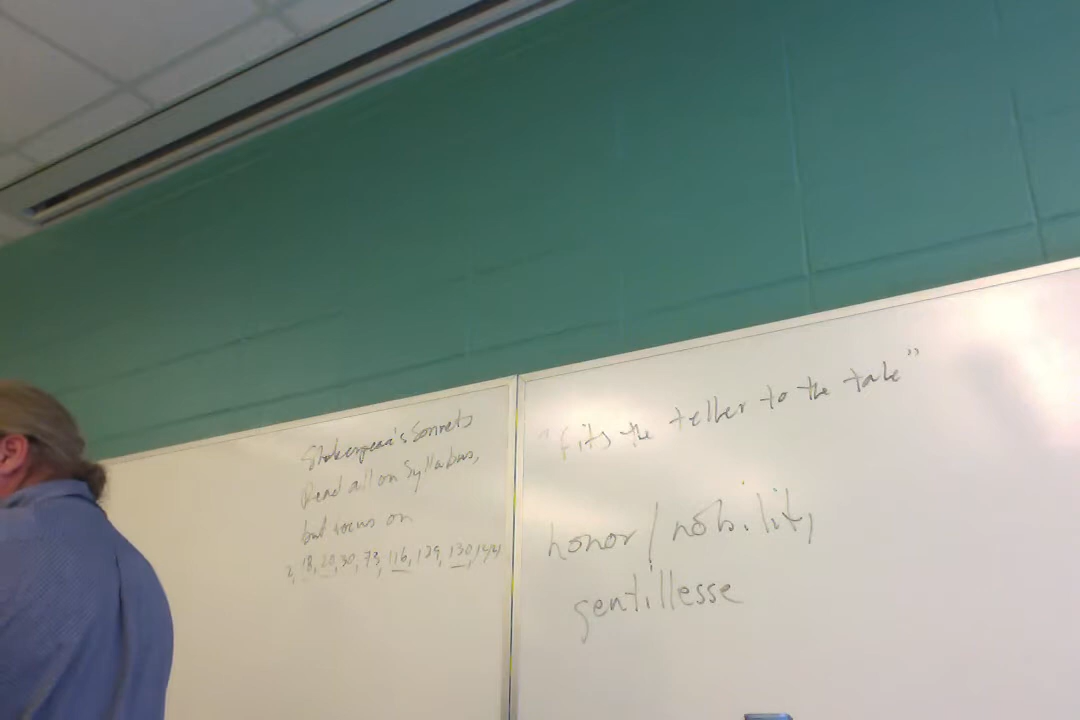 Shakespeare's Sonnets
Read all on Syllabus,
but focus on
2, 18, 20, 30, 73, 116, 129, 130, 144
"fits the teller to the tale"
honor/nobility
gentillesse